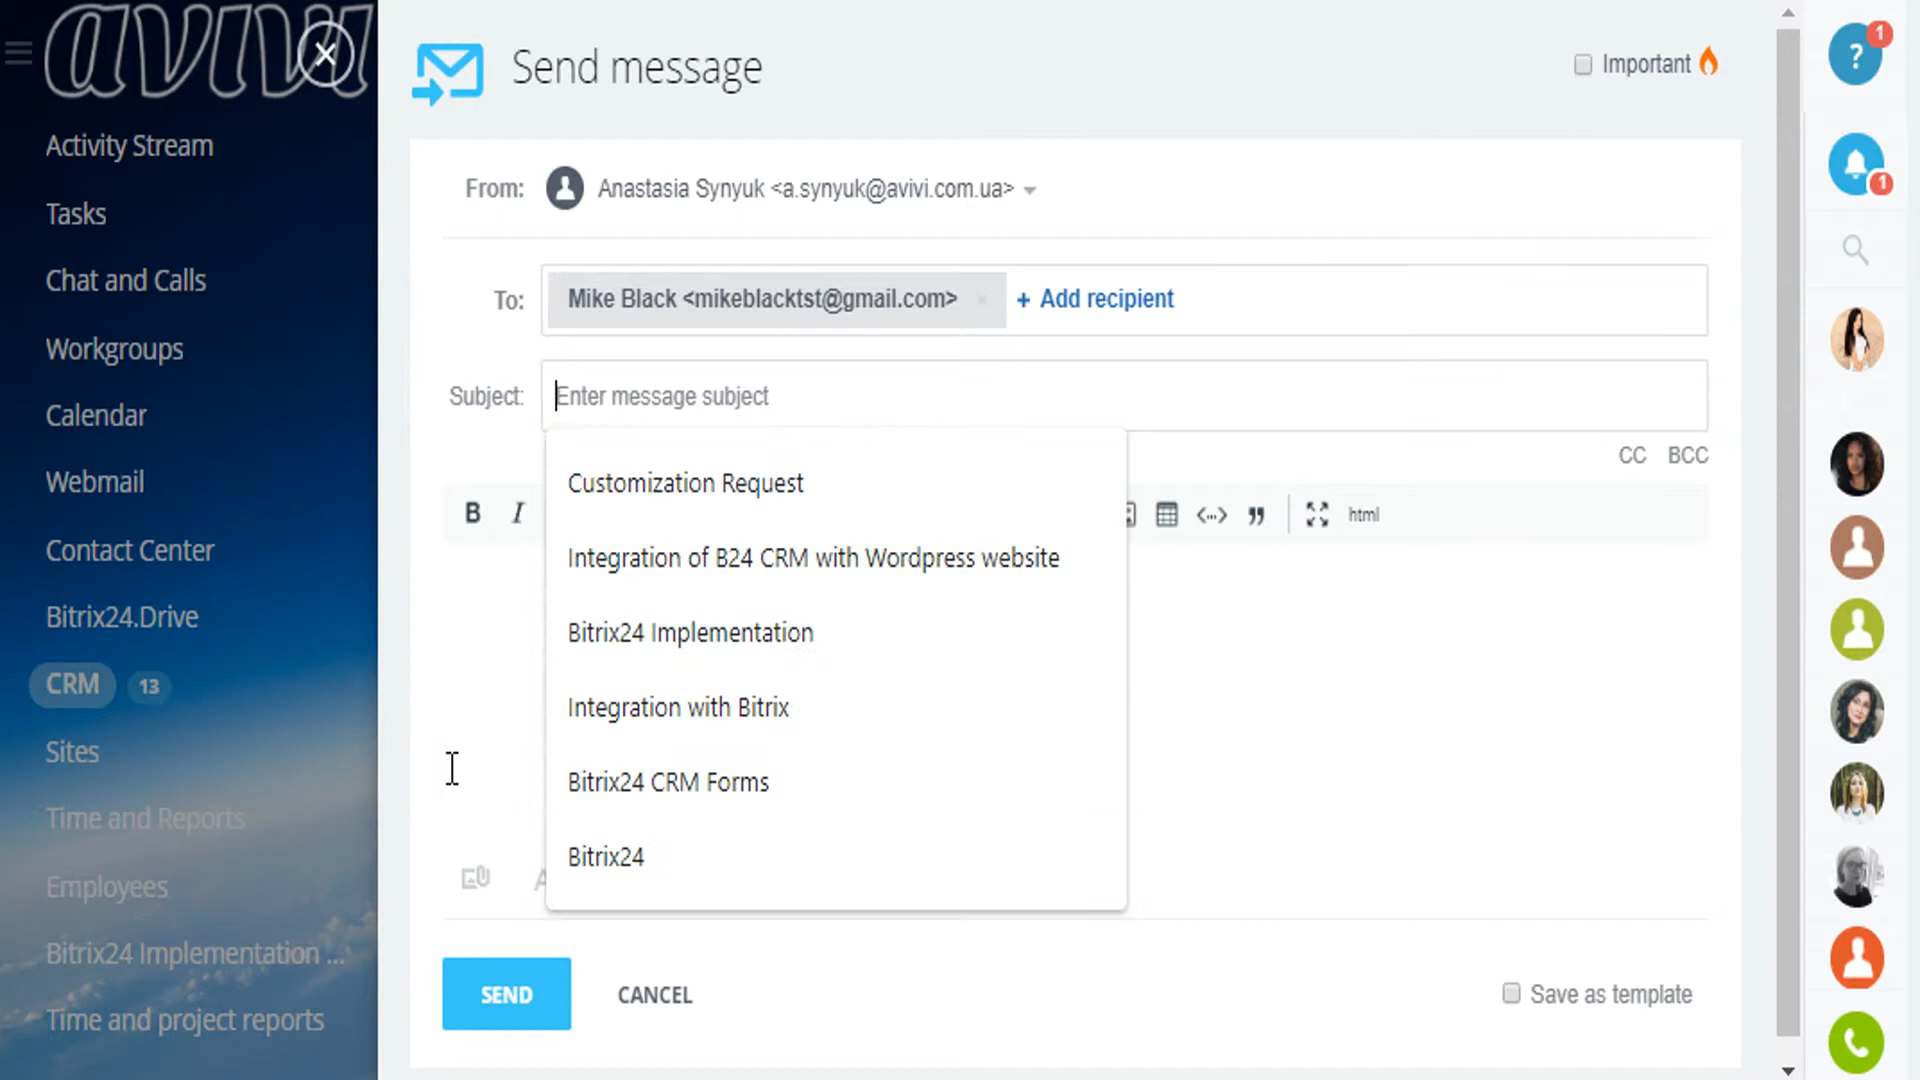 avivi
Send message
Important
?
1
1
Activity Stream
Tasks
Chat and Calls
Workgroups
Calendar
Webmail
Contact Center
Bitrix24.Drive
CRM 13
Sites
Time and Reports
Employees
Bitrix24 Implementation ...
Time and project reports
From: Anastasia Synyuk <a.synyuk@avivi.com.ua>
To: Mike Black <mikeblacktst@gmail.com> × + Add recipient
Subject: Enter message subject
CC BCC
B I <...> " html
Customization Request
Integration of B24 CRM with Wordpress website
Bitrix24 Implementation
Integration with Bitrix
Bitrix24 CRM Forms
Bitrix24
A
SEND CANCEL Save as template